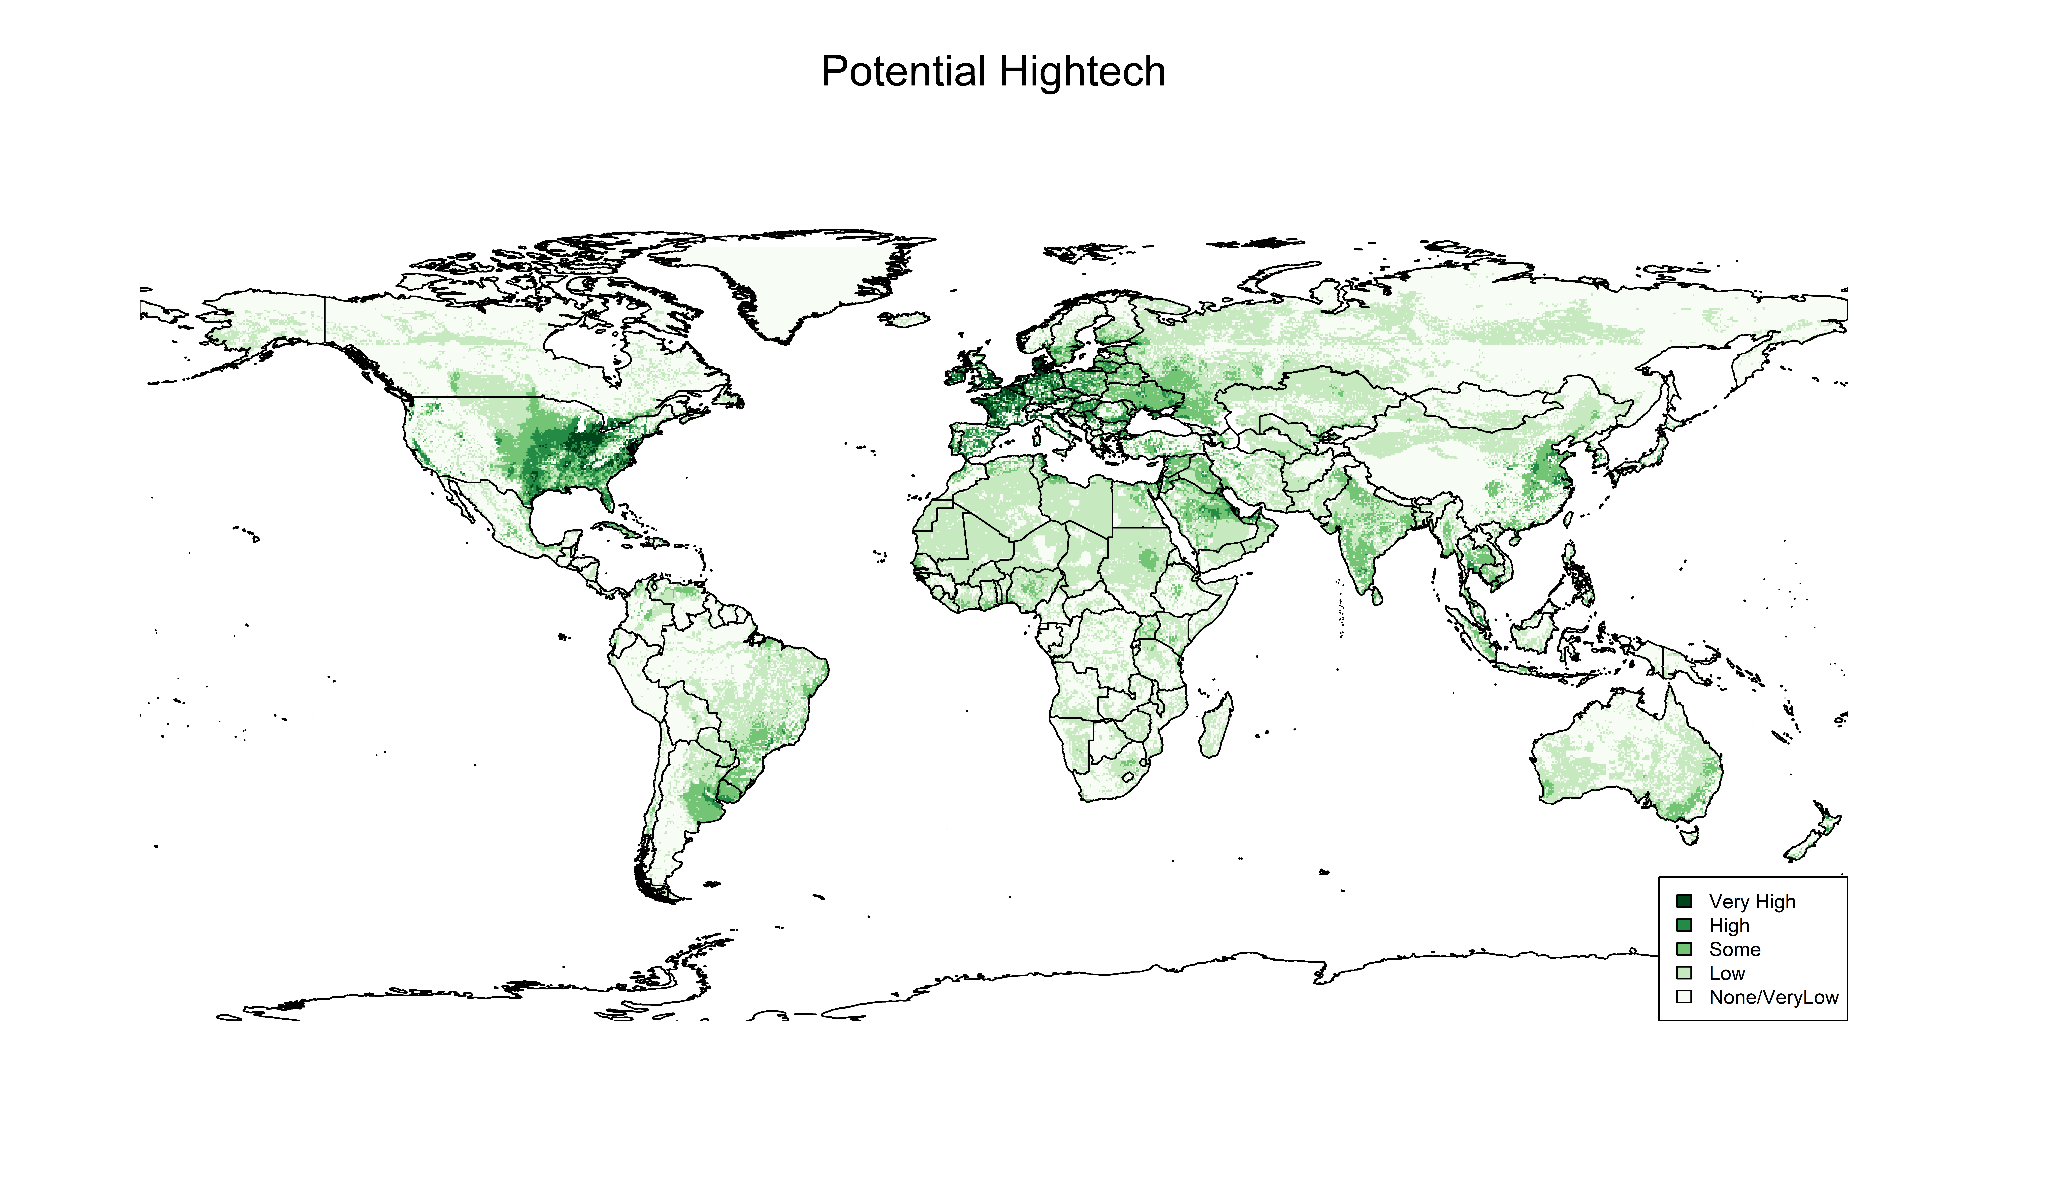 Potential Hightech
Very High
High
Some
Low
None/VeryLow